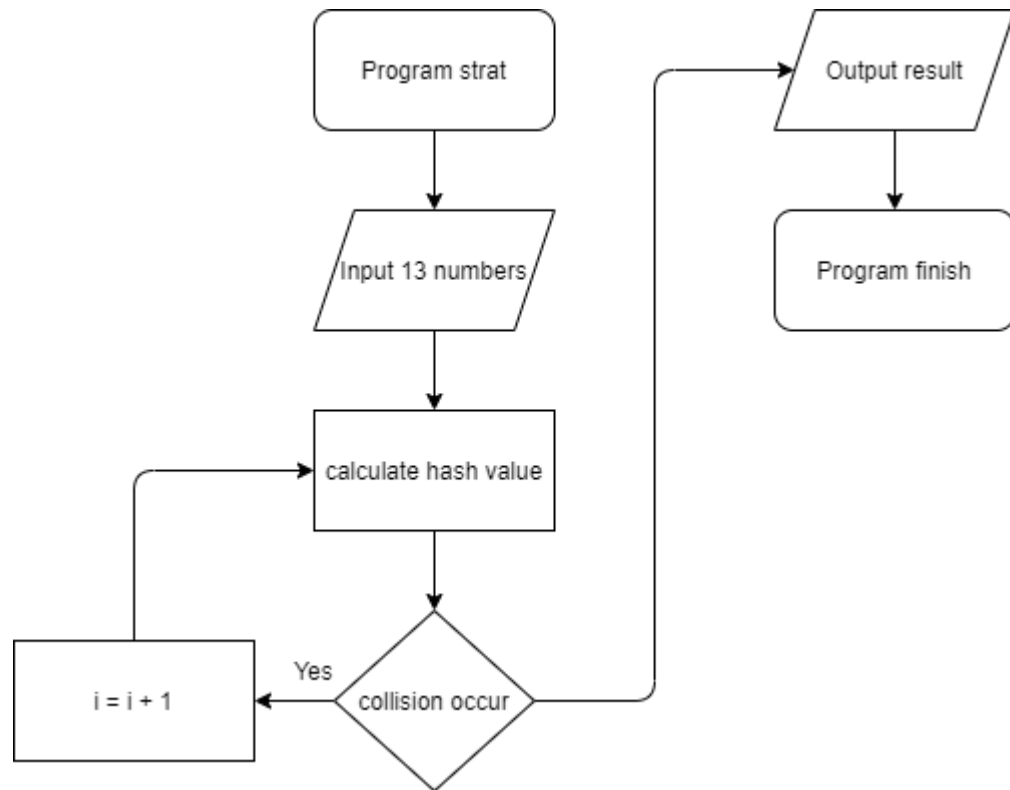 Program strat
Input 13 numbers
calculate hash value
collision occur
Yes
i = i + 1
Output result
Program finish